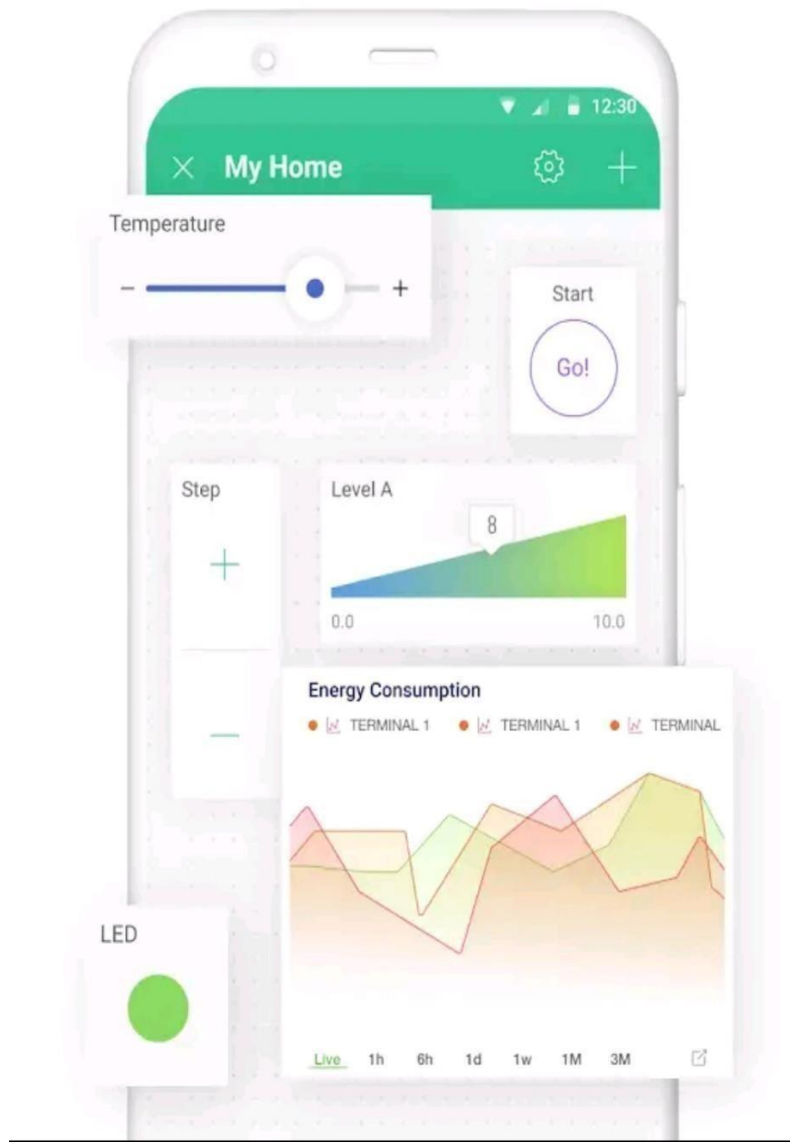 12:30
My Home
Temperature
− +
Start
Go!
Step
+
−
Level A
8
0.0 10.0
Energy Consumption
TERMINAL 1 TERMINAL 1 TERMINAL
LED
Live 1h 6h 1d 1w 1M 3M